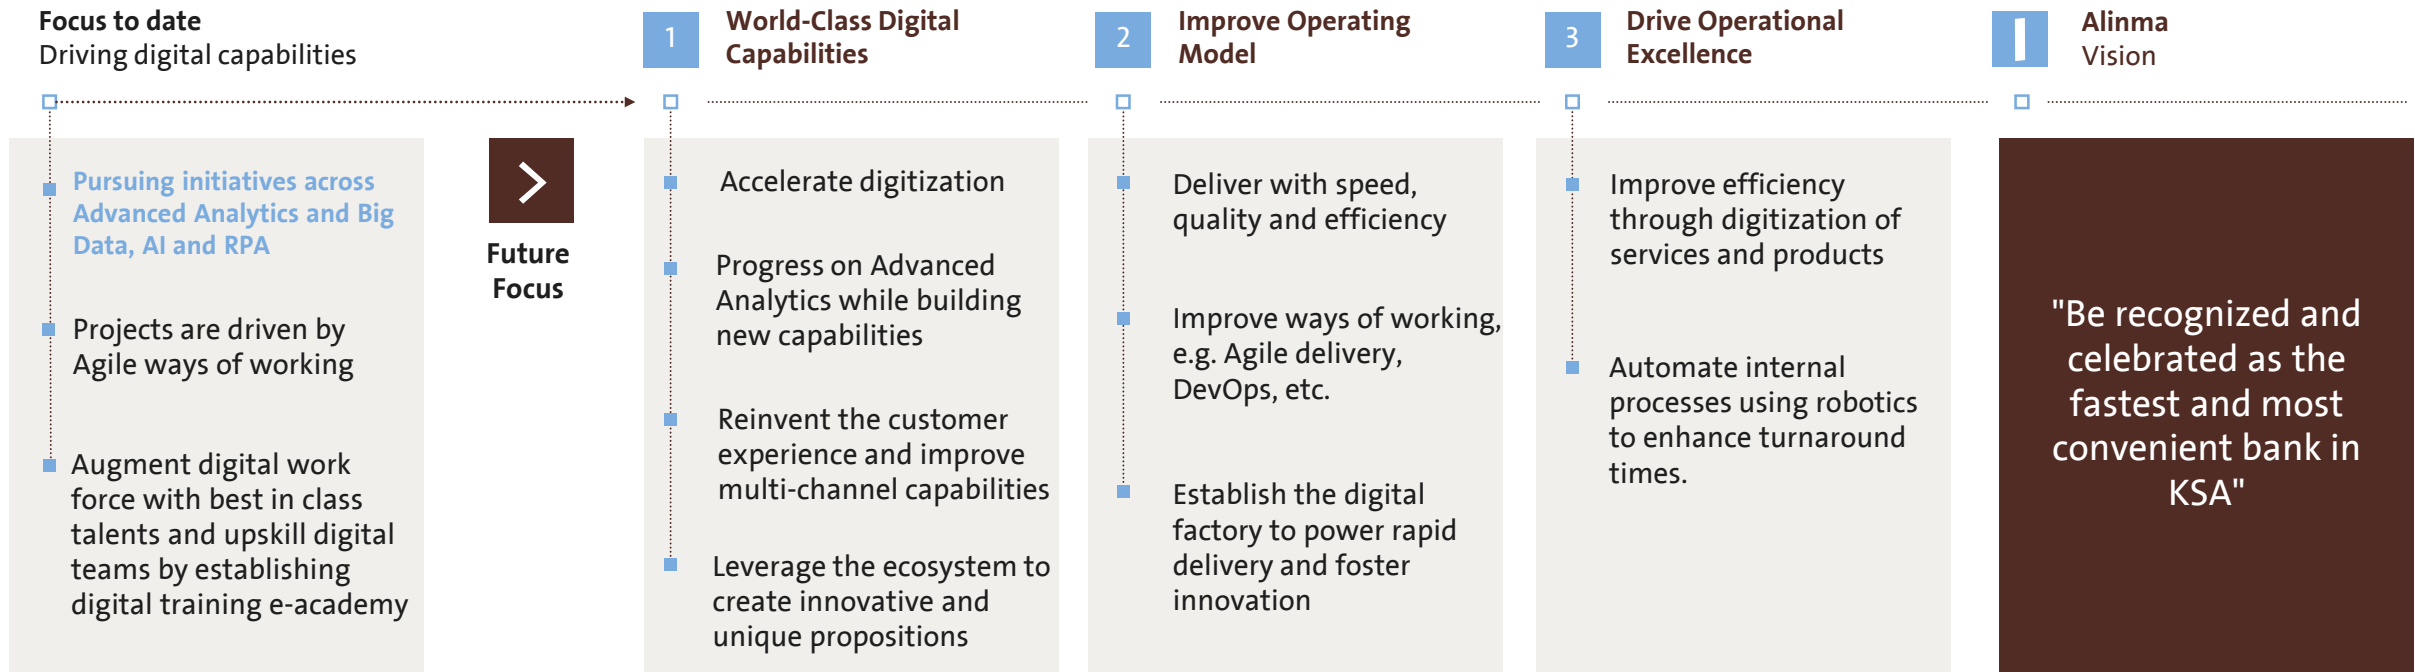 Focus to date
Driving digital capabilities
Pursuing initiatives across
Advanced Analytics and Big
Data, AI and RPA
Projects are driven by
Agile ways of working
Augment digital work
force with best in class
talents and upskill digital
teams by establishing
digital training e-academy
Future
Focus
1
World-Class Digital
Capabilities
Accelerate digitization
Progress on Advanced
Analytics while building
new capabilities
Reinvent the customer
experience and improve
multi-channel capabilities
Leverage the ecosystem to
create innovative and
unique propositions
2
Improve Operating
Model
Deliver with speed,
quality and efficiency
Improve ways of working,
e.g. Agile delivery,
DevOps, etc.
Establish the digital
factory to power rapid
delivery and foster
innovation
3
Drive Operational
Excellence
Improve efficiency
through digitization of
services and products
Automate internal
processes using robotics
to enhance turnaround
times.
Alinma
Vision
"Be recognized and
celebrated as the
fastest and most
convenient bank in
KSA"